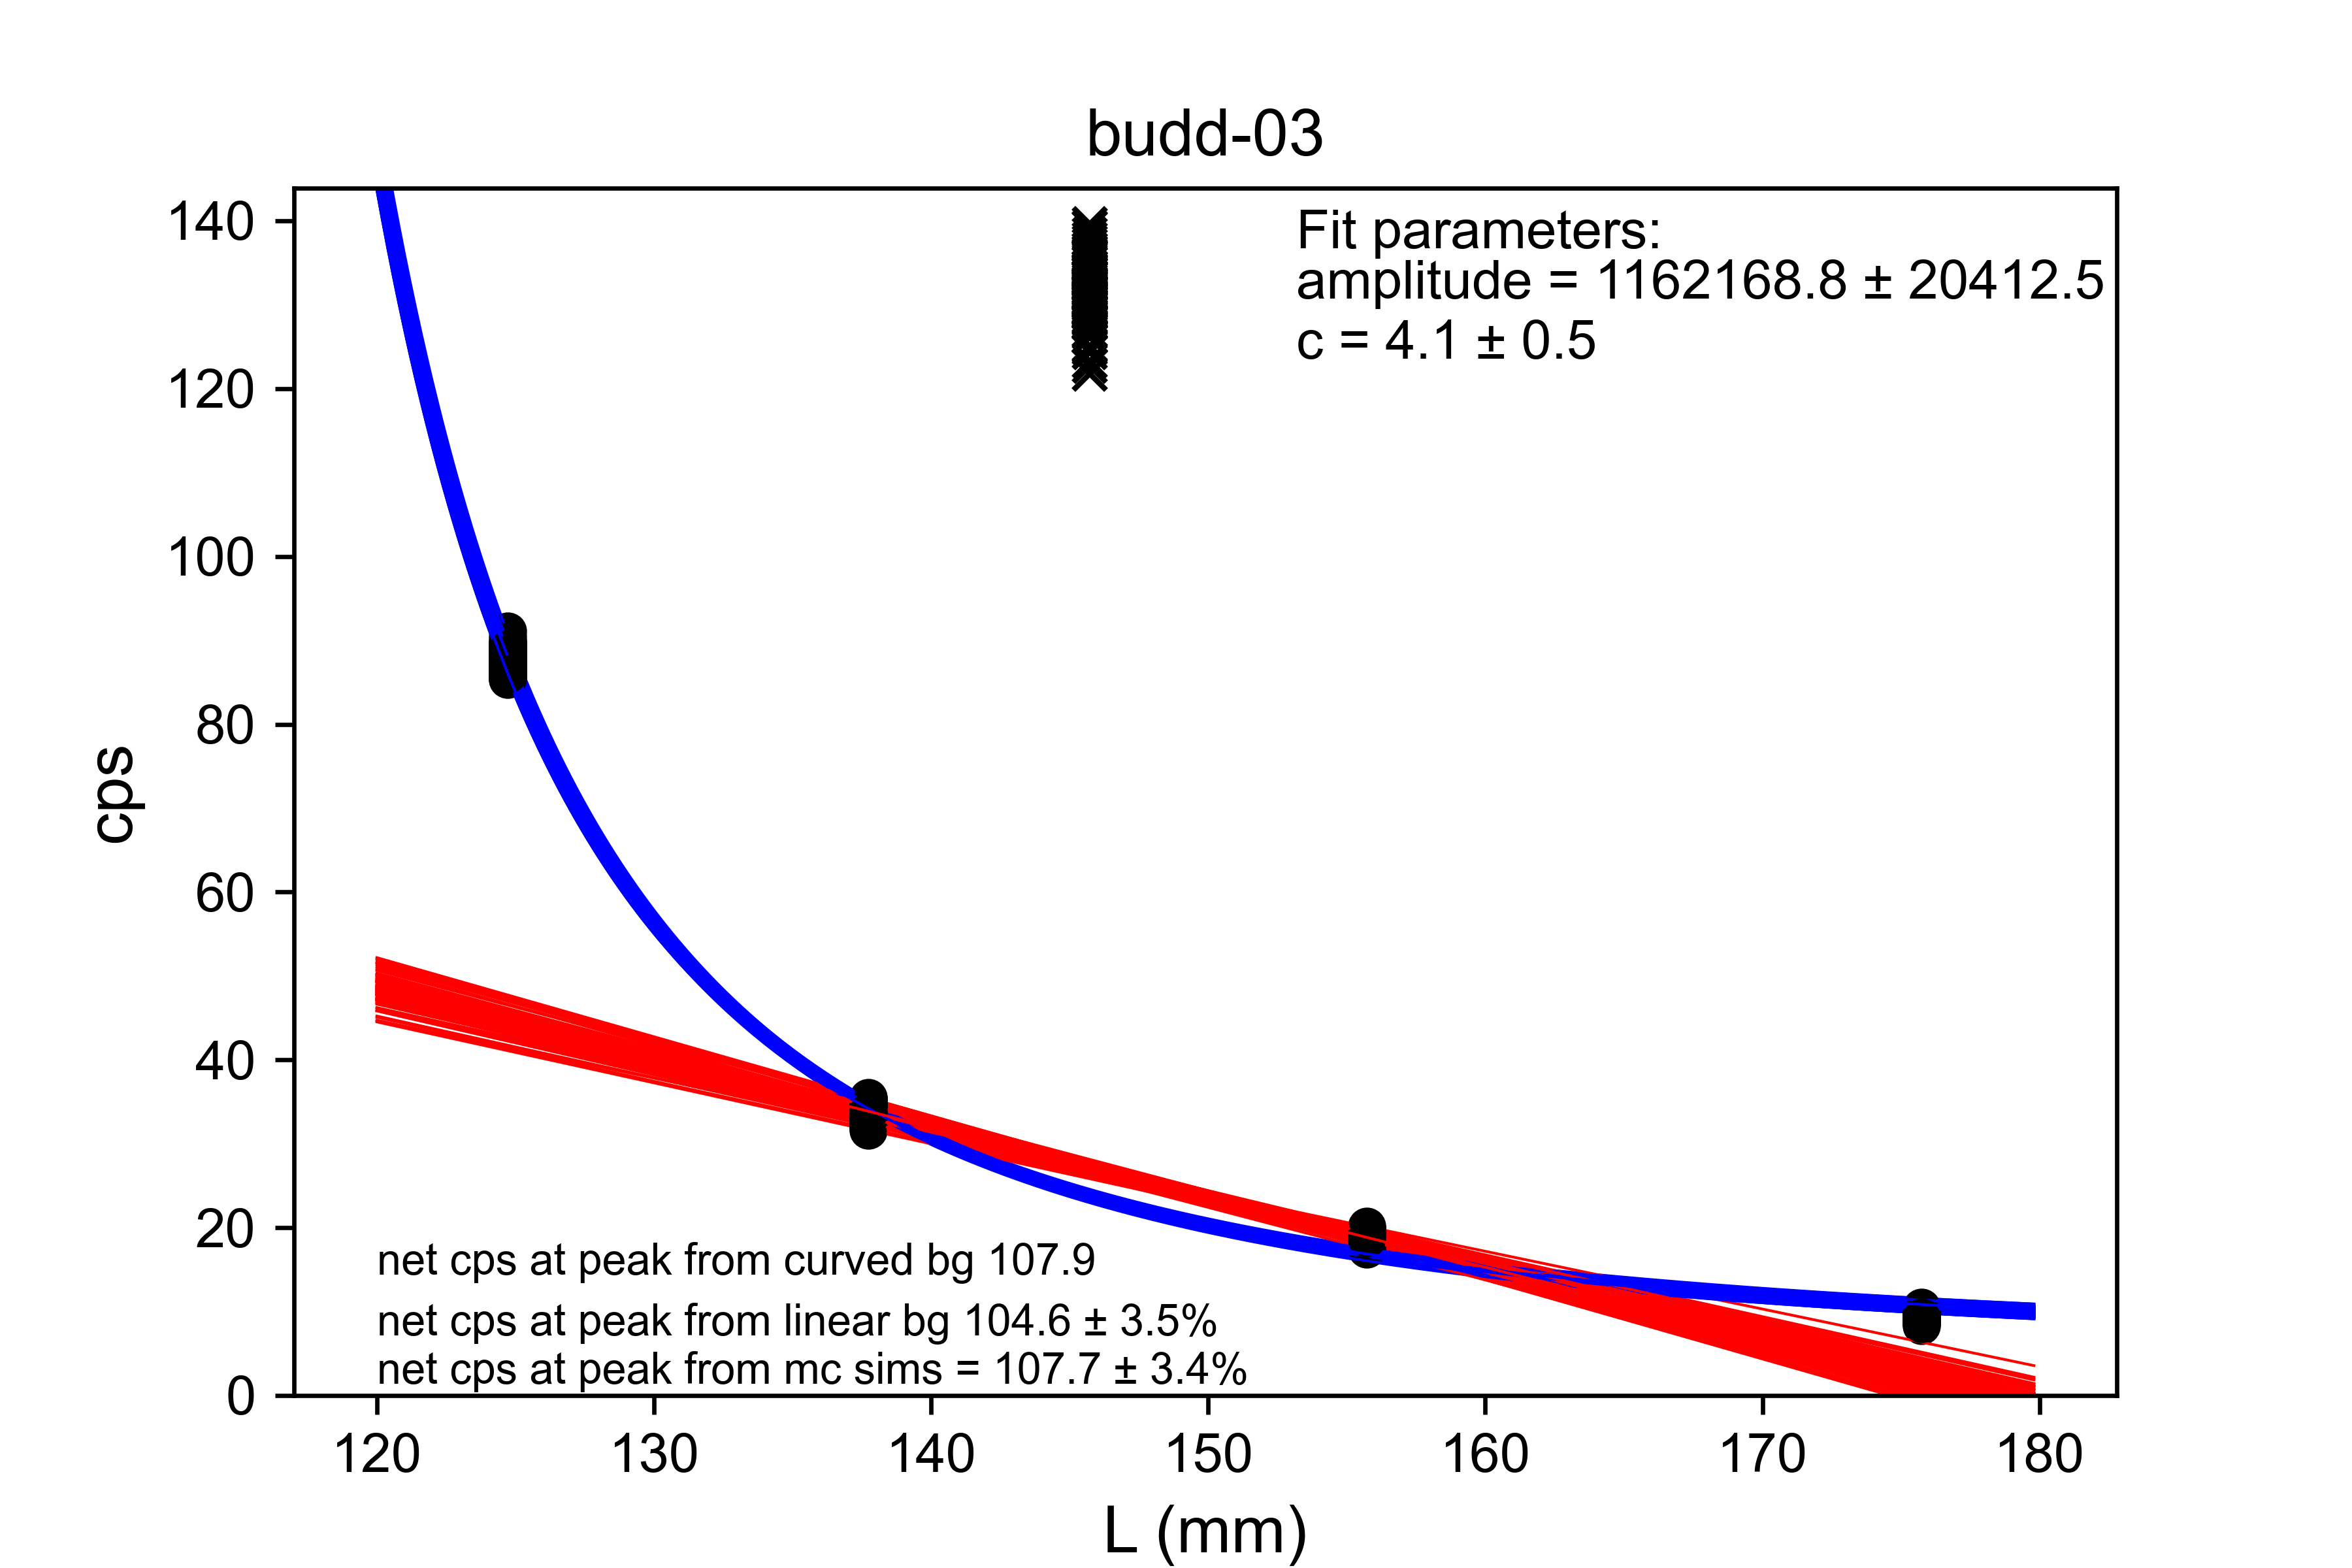 budd-03
Fit parameters:
amplitude = 1162168.8 ± 20412.5
c = 4.1 ± 0.5
140
120
100
80
60
40
20
0
cps
net cps at peak from curved bg 107.9
net cps at peak from linear bg 104.6 ± 3.5%
net cps at peak from mc sims = 107.7 ± 3.4%
120 130 140 150 160 170 180
L (mm)